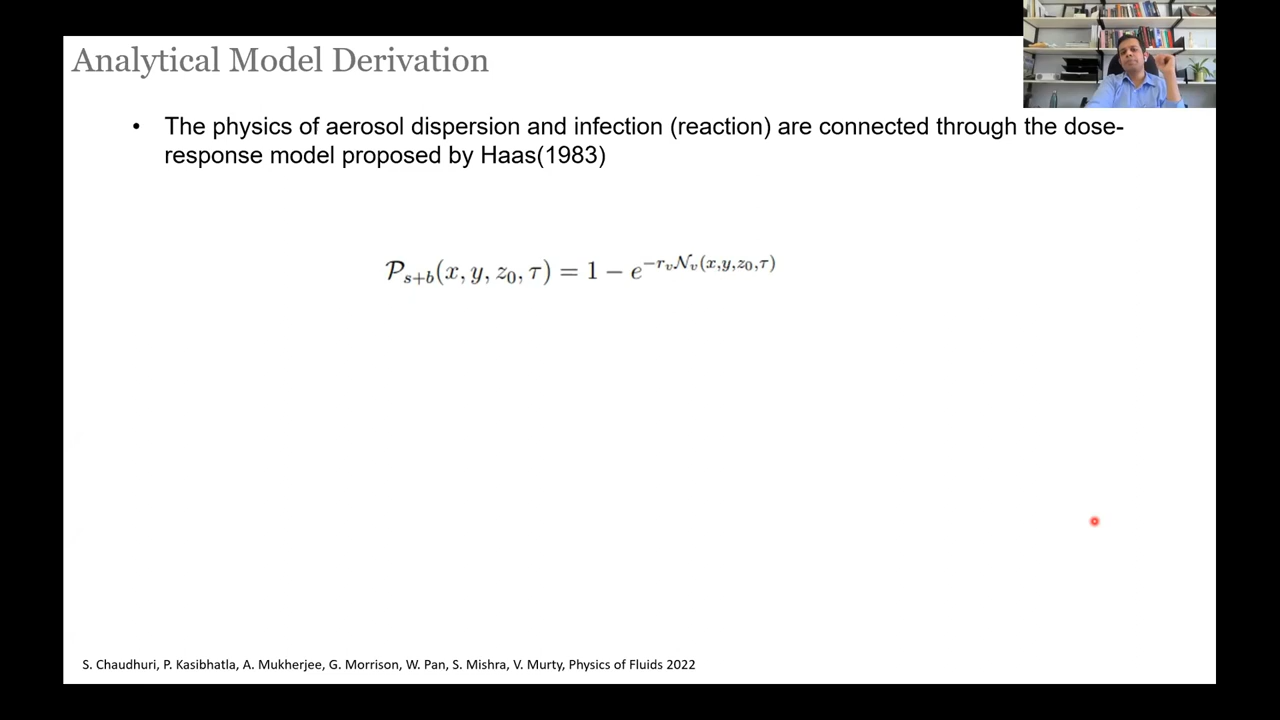 Analytical Model Derivation
• The physics of aerosol dispersion and infection (reaction) are connected through the dose-
response model proposed by Haas(1983)
𝒫ₛ₊b(x, y, z₀, τ) = 1 − e^{−rᵥ𝒩ᵥ(x,y,z₀,τ)}
S. Chaudhuri, P. Kasibhatla, A. Mukherjee, G. Morrison, W. Pan, S. Mishra, V. Murty, Physics of Fluids 2022